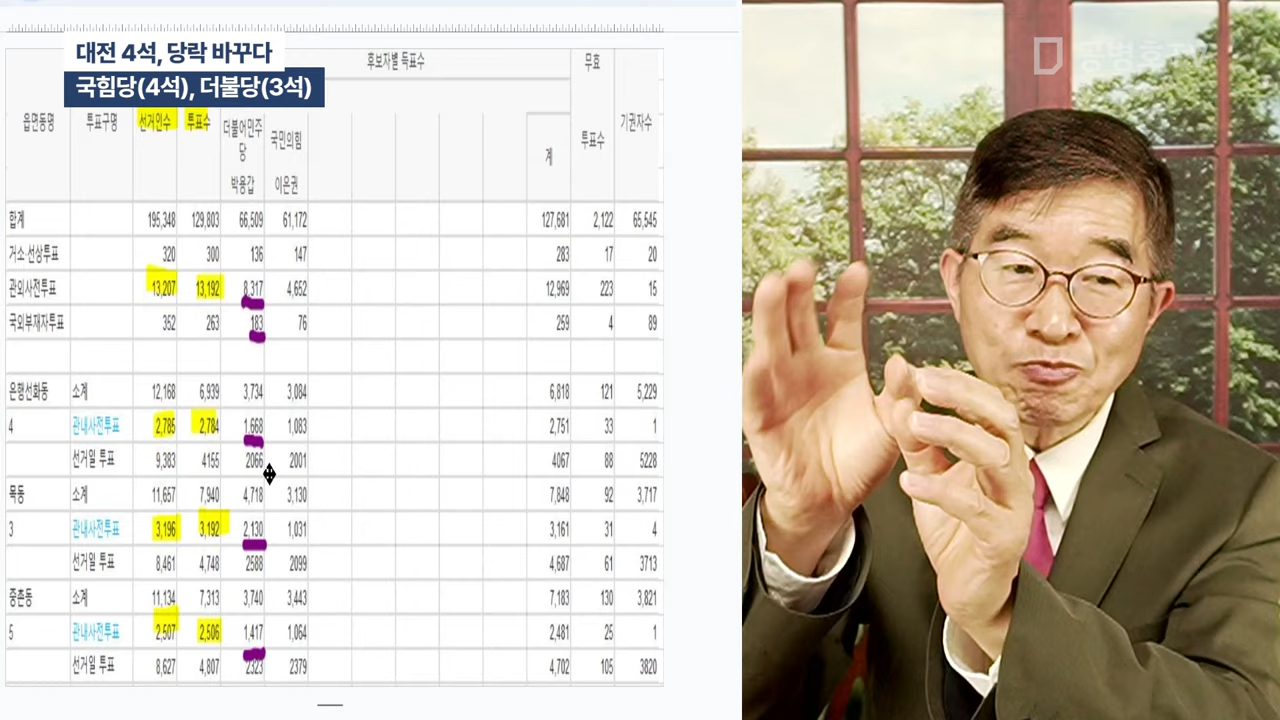 대전 4석, 당락 바꾸다
국힘당(4석), 더불당(3석)
후보자별 득표수 무효
읍면동명 투표구명 선거인수 투표수 더불어민주 국민의힘 계 투표수 기권자수
당
박용갑 이은권
합계 195,348 129,803 66,509 61,172 127,681 2,122 65,545
거소·선상투표 320 300 136 147 283 17 20
관외사전투표 13,207 13,192 8,317 4,652 12,969 223 15
국외부재자투표 352 263 183 76 259 4 89
은행선화동 소계 12,168 6,939 3,734 3,084 6,818 121 5,229
4 관내사전투표 2,785 2,784 1,668 1,083 2,751 33 1
선거일 투표 9,383 4155 2066 2001 4067 88 5228
목동 소계 11,657 7,940 4,718 3,130 7,848 92 3,717
3 관내사전투표 3,196 3,192 2,130 1,031 3,161 31 4
선거일 투표 8,461 4,748 2588 2099 4,687 61 3713
중촌동 소계 11,134 7,313 3,740 3,443 7,183 130 3,821
5 관내사전투표 2,507 2,506 1,417 1,064 2,481 25 1
선거일 투표 8,627 4,807 2323 2379 4,702 105 3820